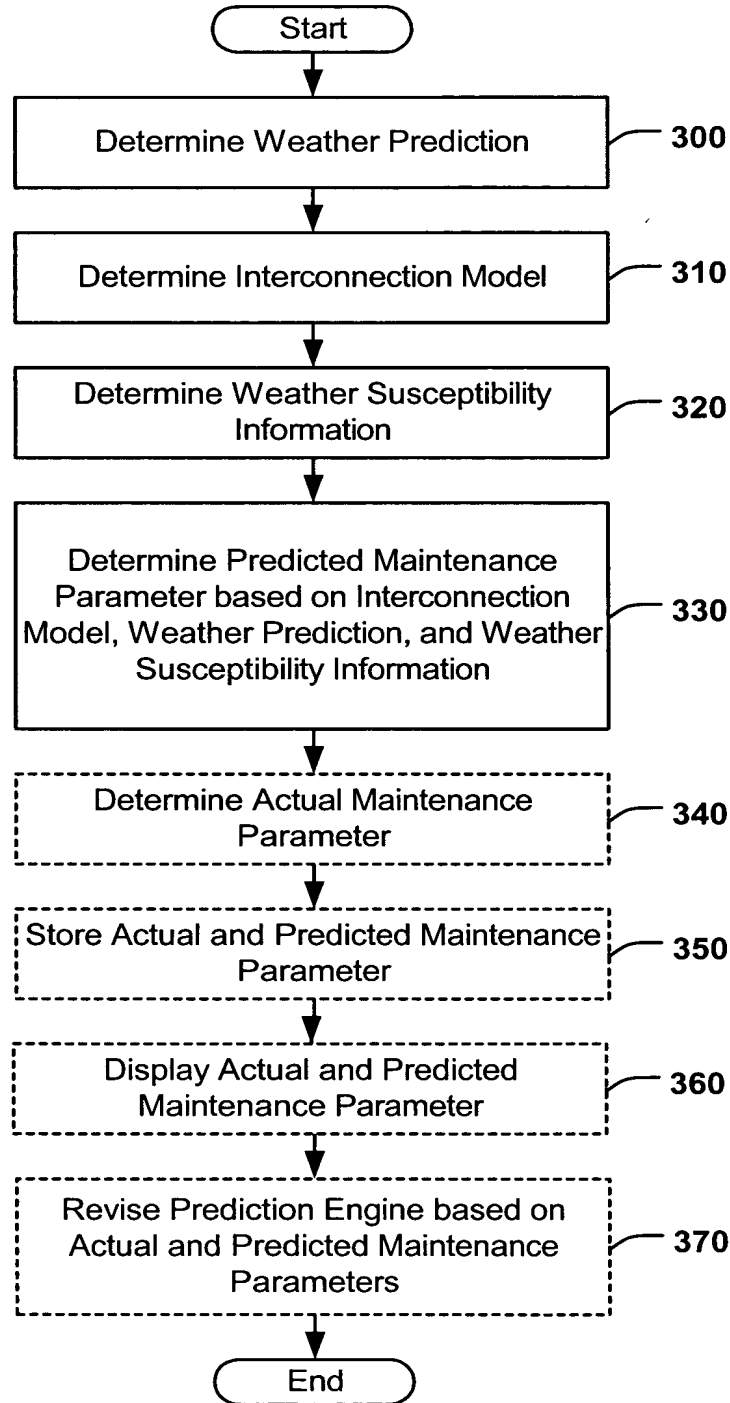 Start
Determine Weather Prediction
300
Determine Interconnection Model
310
Determine Weather Susceptibility
Information
320
Determine Predicted Maintenance
Parameter based on Interconnection
Model, Weather Prediction, and Weather
Susceptibility Information
330
Determine Actual Maintenance
Parameter
340
Store Actual and Predicted Maintenance
Parameter
350
Display Actual and Predicted
Maintenance Parameter
360
Revise Prediction Engine based on
Actual and Predicted Maintenance
Parameters
370
End